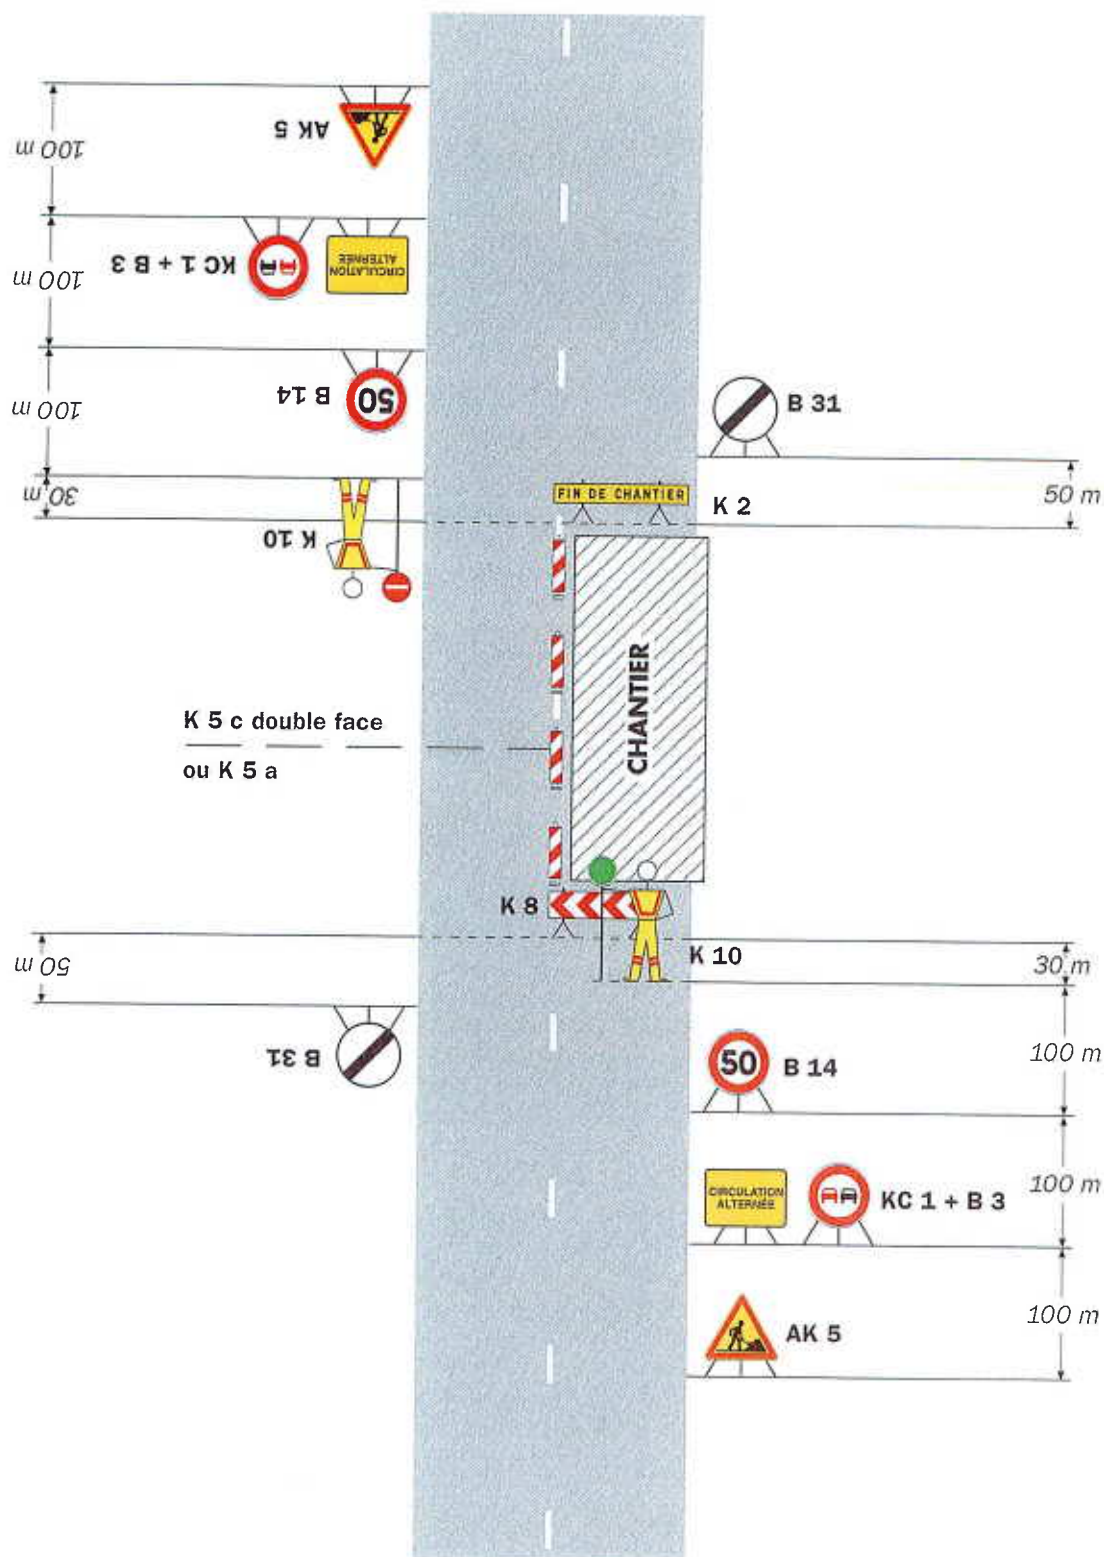 AK 5
100 m
KC 1 + B 3
CIRCULATION
ALTERNÉE
100 m
B 14
50
100 m
B 31
30 m
K 10
FIN DE CHANTIER
K 2
50 m
CHANTIER
K 5 c double face
ou K 5 a
K 8
K 10
50 m
30 m
B 31
50
B 14
100 m
CIRCULATION
ALTERNÉE
KC 1 + B 3
100 m
AK 5
100 m